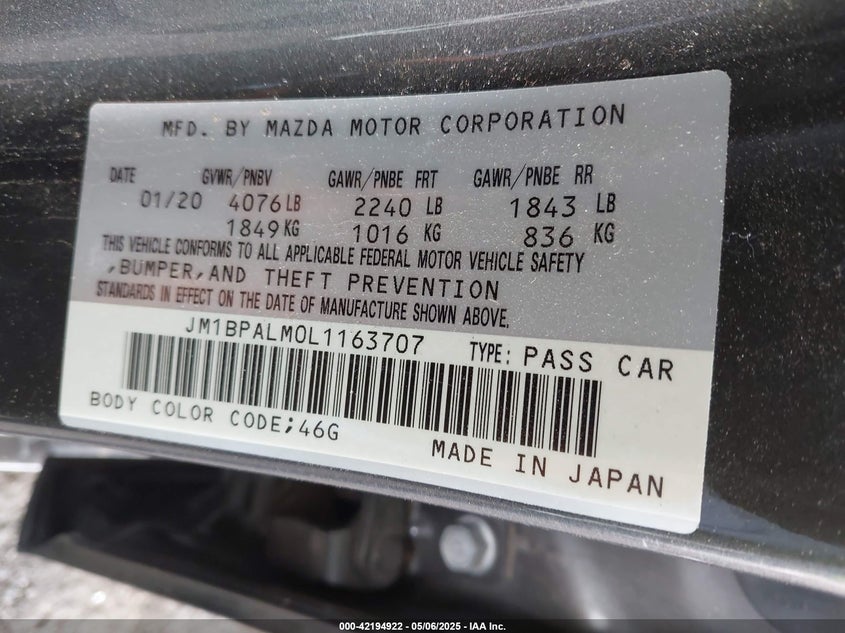 MFD. BY MAZDA MOTOR CORPORATION
DATE GVWR/PNBV GAWR/PNBE FRT GAWR/PNBE RR
01/20 4076 LB 2240 LB 1843 LB
1849 KG 1016 KG 836 KG
THIS VEHICLE CONFORMS TO ALL APPLICABLE FEDERAL MOTOR VEHICLE SAFETY
,BUMPER,AND THEFT PREVENTION
STANDARDS IN EFFECT ON THE DATE OF MANUFACTURE SHOWN ABOVE.
JM1BPALM0L1163707 TYPE: PASS CAR
BODY COLOR CODE;46G
MADE IN JAPAN
000-42194922 - 05/06/2025 - IAA Inc.